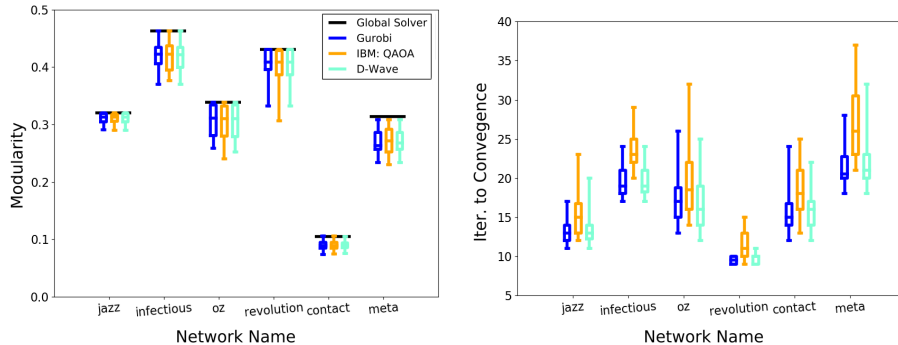 0.5
0.4
0.3
0.2
0.1
0.0
Modularity
Global Solver
Gurobi
IBM: QAOA
D-Wave
jazz infectious oz revolution contact meta
Network Name
40
35
30
25
20
15
10
5
Iter. to Convegence
jazz infectious oz revolution contact meta
Network Name